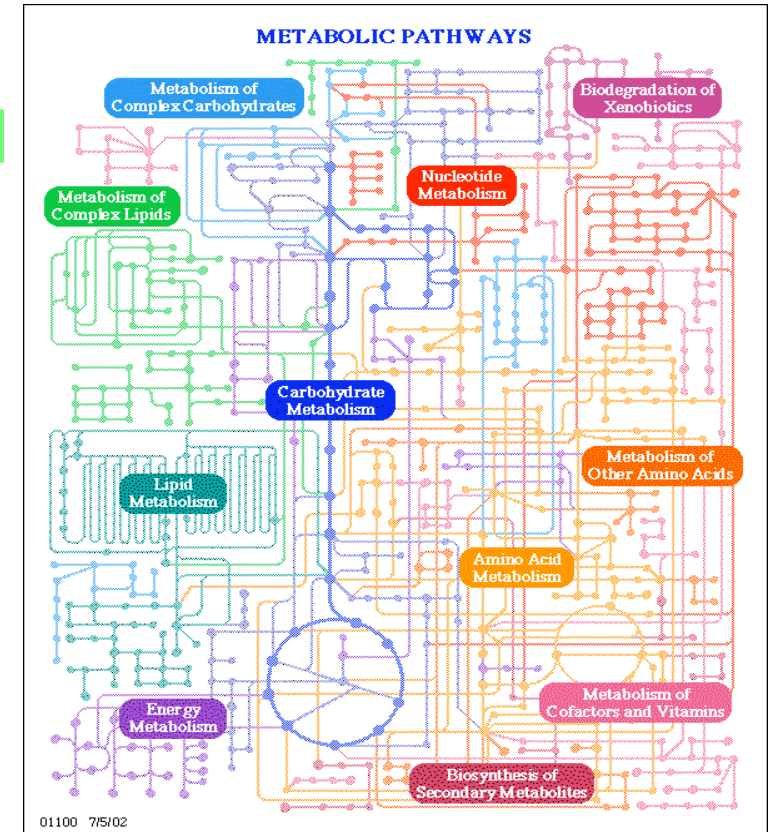 METABOLIC PATHWAYS
Metabolism of
Complex Carbohydrates
Biodegradation of
Xenobiotics
Nucleotide
Metabolism
Metabolism of
Complex Lipids
Carbohydrate
Metabolism
Metabolism of
Other Amino Acids
Lipid
Metabolism
Amino Acid
Metabolism
Metabolism of
Cofactors and Vitamins
Energy
Metabolism
Biosynthesis of
Secondary Metabolites
01100 7/5/02